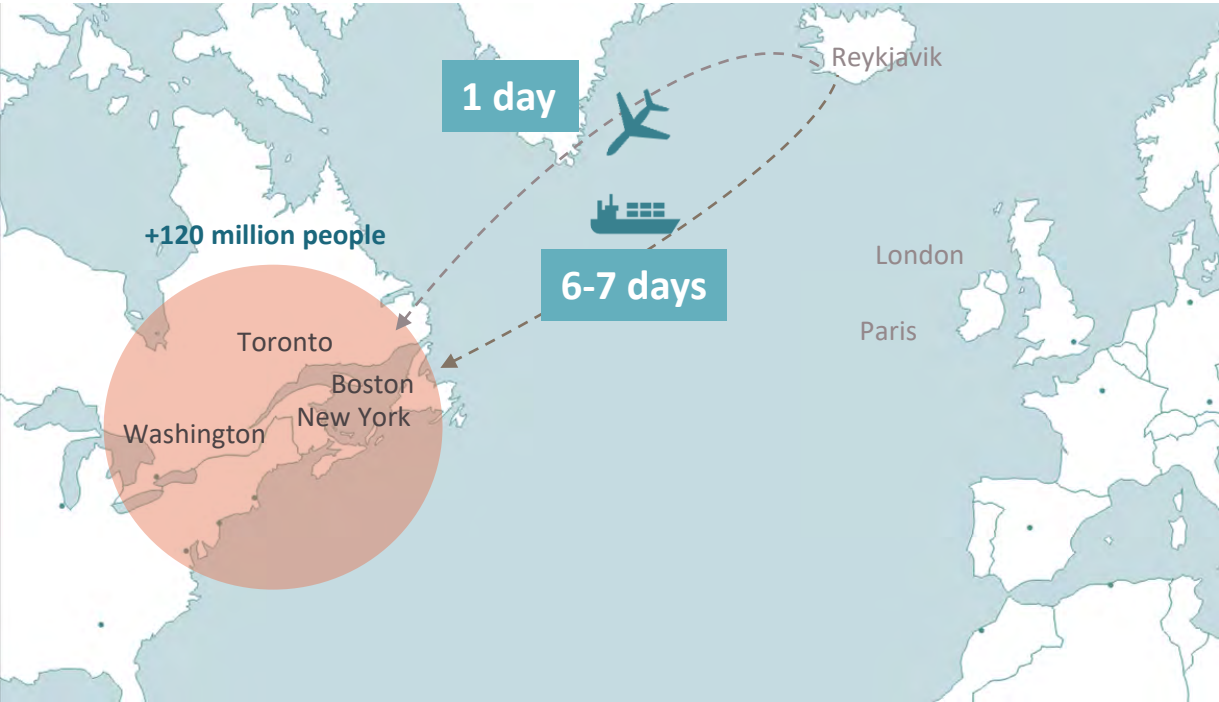 Reykjavik
1 day
+120 million people
London
6-7 days
Paris
Toronto
Boston
New York
Washington